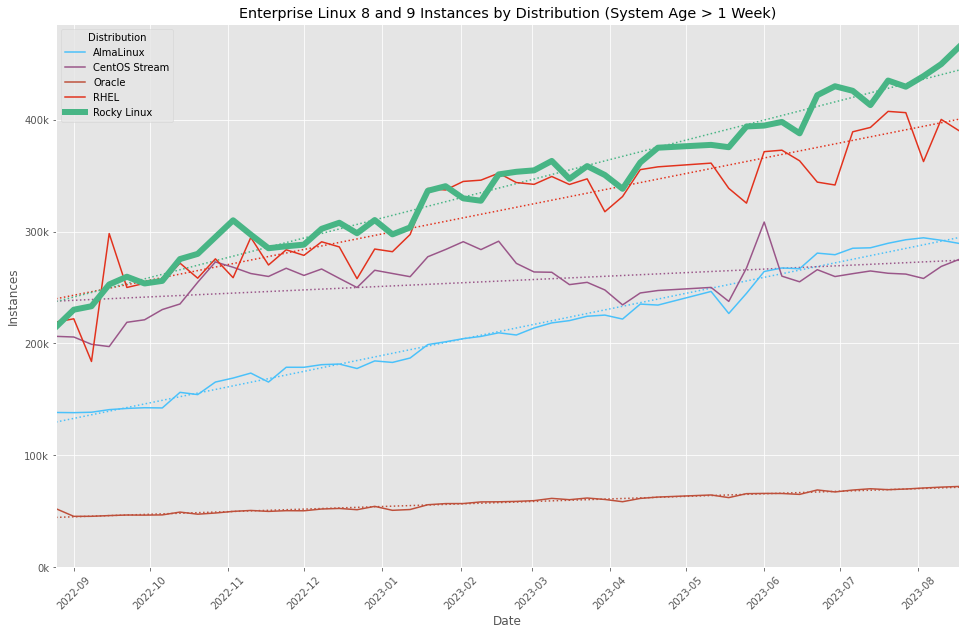 Enterprise Linux 8 and 9 Instances by Distribution (System Age > 1 Week)
Distribution
AlmaLinux
CentOS Stream
Oracle
RHEL
Rocky Linux
400k
300k
200k
100k
0k
Instances
2022-09
2022-10
2022-11
2022-12
2023-01
2023-02
2023-03
2023-04
2023-05
2023-06
2023-07
2023-08
Date